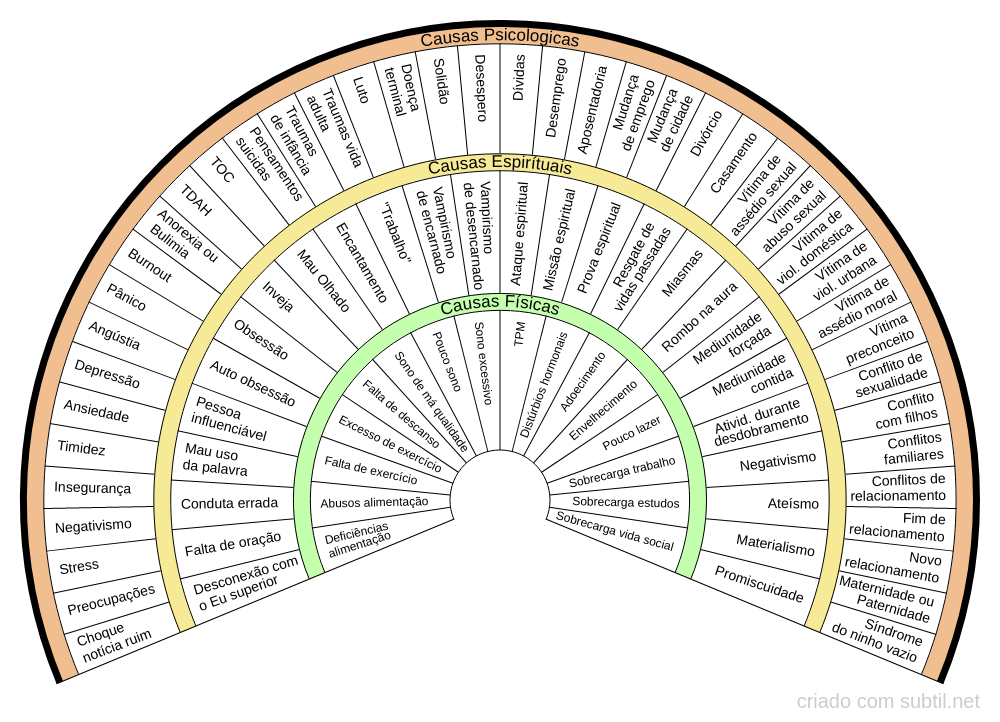 Causas Psicologicas
Choque
notícia ruim
Preocupações
Stress
Negativismo
Insegurança
Timidez
Ansiedade
Depressão
Angústia
Pânico
Burnout
Anorexia ou
Bulimia
TDAH
TOC
Pensamentos
suicidas
Traumas
de infância
Traumas vida
adulta
Luto
Doença
terminal
Solidão
Desespero
Dívidas
Desemprego
Aposentadoria
Mudança
de emprego
Mudança
de cidade
Divórcio
Casamento
Vítima de
assédio sexual
Vítima de
abuso sexual
Vítima de
viol. doméstica
Vítima de
viol. urbana
Vítima de
assédio moral
Vítima
preconceito
Conflito de
sexualidade
Conflito
com filhos
Conflitos
familiares
Conflitos de
relacionamento
Fim de
relacionamento
Novo
relacionamento
Maternidade ou
Paternidade
Síndrome
do ninho vazio
Causas Espirítuais
Desconexão com
o Eu superior
Falta de oração
Conduta errada
Mau uso
da palavra
Pessoa
influenciável
Auto obsessão
Obsessão
Inveja
Mau Olhado
Encantamento
"Trabalho"
Vampirismo
de encarnado
Vampirismo
de desencarnado
Ataque espiritual
Missão espiritual
Prova espiritual
Resgate de
vidas passadas
Miasmas
Rombo na aura
Mediunidade
forçada
Mediunidade
contida
Ativid. durante
desdobramento
Negativismo
Ateísmo
Materialismo
Promiscuidade
Causas Físicas
Deficiências
alimentação
Abusos alimentação
Falta de exercício
Excesso de exercício
Falta de descanso
Sono de má qualidade
Pouco sono
Sono excessivo
TPM
Distúrbios hormonais
Adoecimento
Envelhecimento
Pouco lazer
Sobrecarga trabalho
Sobrecarga estudos
Sobrecarga vida social
criado com subtil.net